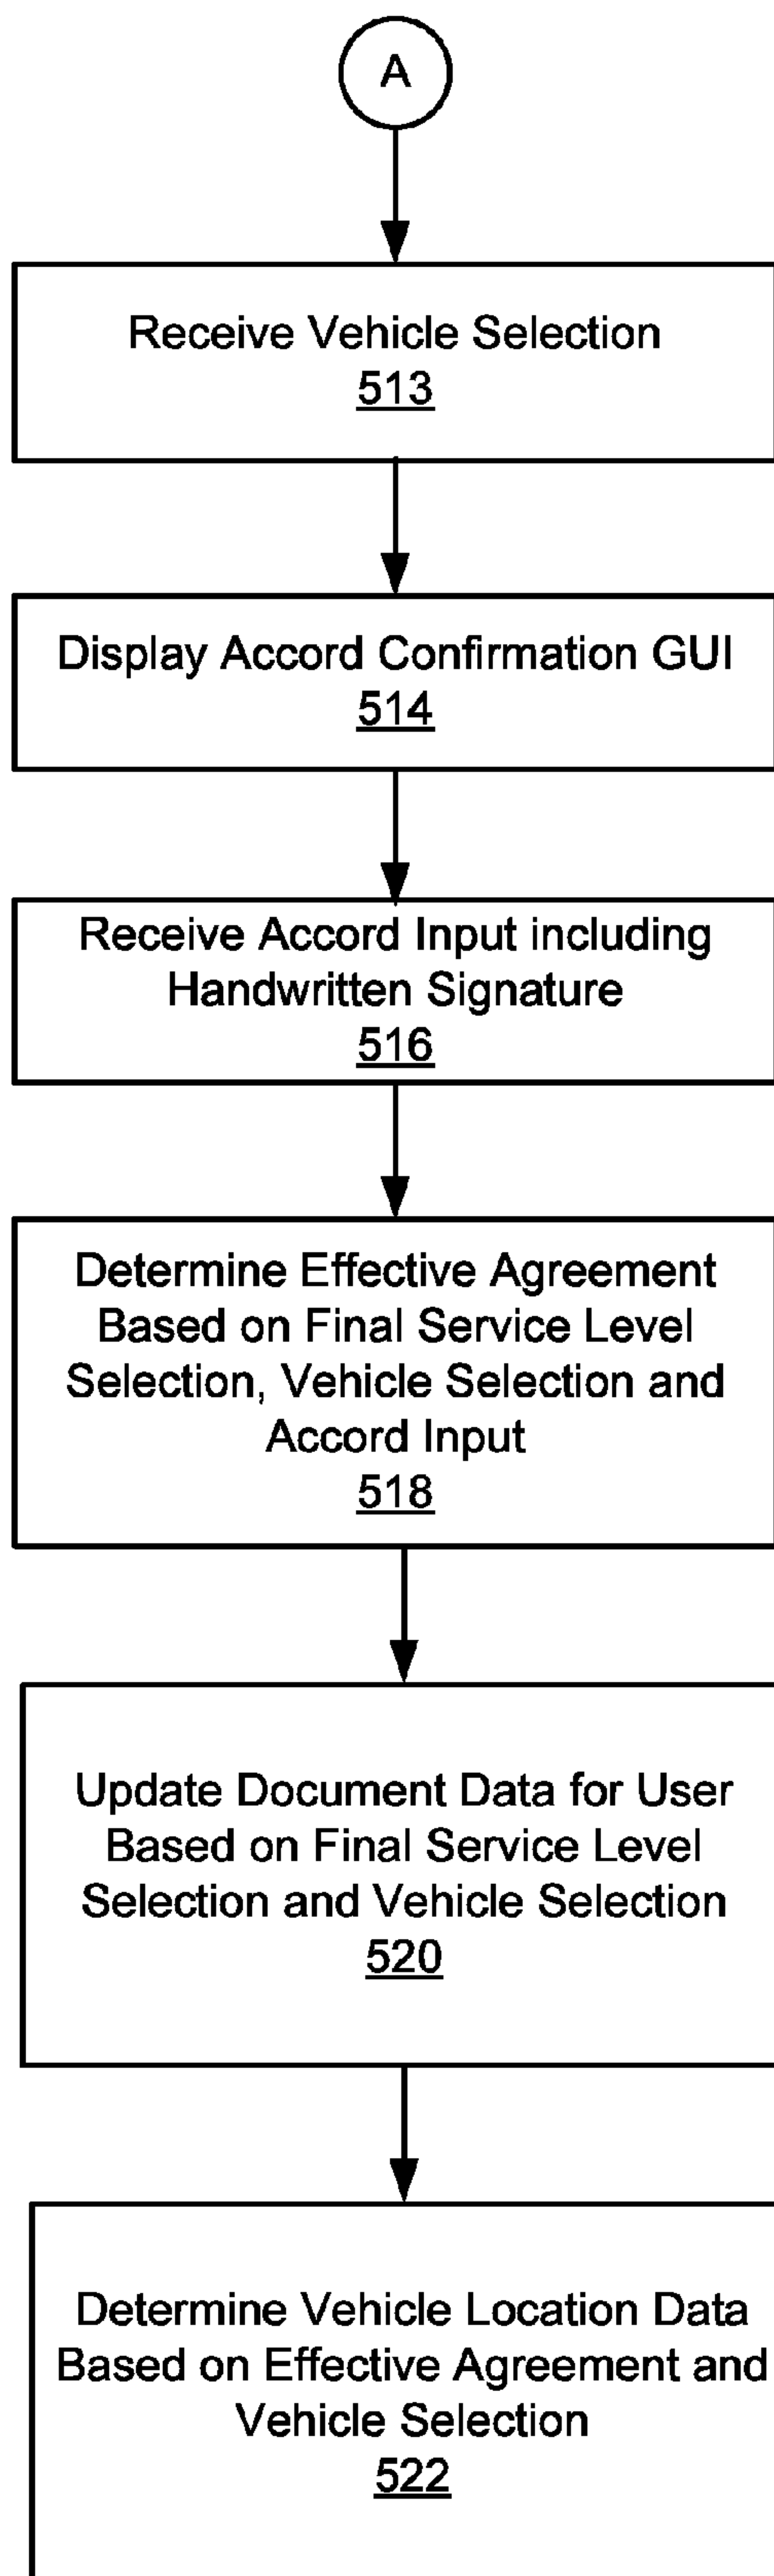 A
Receive Vehicle Selection
513
Display Accord Confirmation GUI
514
Receive Accord Input including
Handwritten Signature
516
Determine Effective Agreement
Based on Final Service Level
Selection, Vehicle Selection and
Accord Input
518
Update Document Data for User
Based on Final Service Level
Selection and Vehicle Selection
520
Determine Vehicle Location Data
Based on Effective Agreement and
Vehicle Selection
522